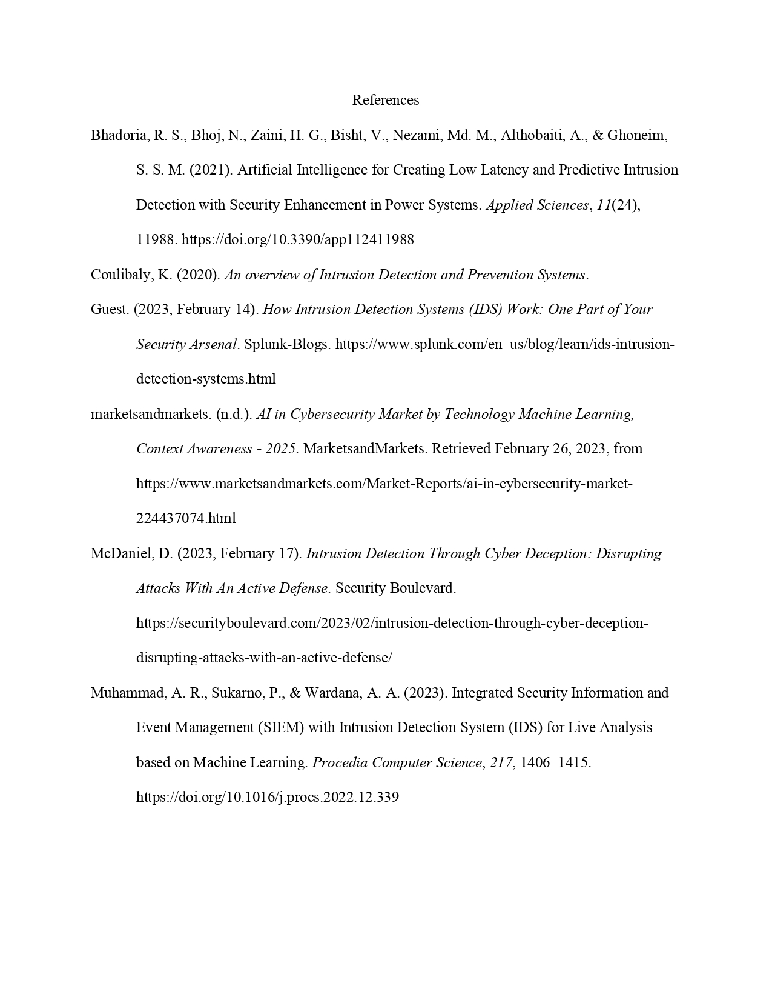 References
Bhadoria, R. S., Bhoj, N., Zaini, H. G., Bisht, V., Nezami, Md. M., Althobaiti, A., & Ghoneim,
S. S. M. (2021). Artificial Intelligence for Creating Low Latency and Predictive Intrusion
Detection with Security Enhancement in Power Systems. Applied Sciences, 11(24),
11988. https://doi.org/10.3390/app112411988
Coulibaly, K. (2020). An overview of Intrusion Detection and Prevention Systems.
Guest. (2023, February 14). How Intrusion Detection Systems (IDS) Work: One Part of Your
Security Arsenal. Splunk-Blogs. https://www.splunk.com/en_us/blog/learn/ids-intrusion-
detection-systems.html
marketsandmarkets. (n.d.). AI in Cybersecurity Market by Technology Machine Learning,
Context Awareness - 2025. MarketsandMarkets. Retrieved February 26, 2023, from
https://www.marketsandmarkets.com/Market-Reports/ai-in-cybersecurity-market-
224437074.html
McDaniel, D. (2023, February 17). Intrusion Detection Through Cyber Deception: Disrupting
Attacks With An Active Defense. Security Boulevard.
https://securityboulevard.com/2023/02/intrusion-detection-through-cyber-deception-
disrupting-attacks-with-an-active-defense/
Muhammad, A. R., Sukarno, P., & Wardana, A. A. (2023). Integrated Security Information and
Event Management (SIEM) with Intrusion Detection System (IDS) for Live Analysis
based on Machine Learning. Procedia Computer Science, 217, 1406–1415.
https://doi.org/10.1016/j.procs.2022.12.339